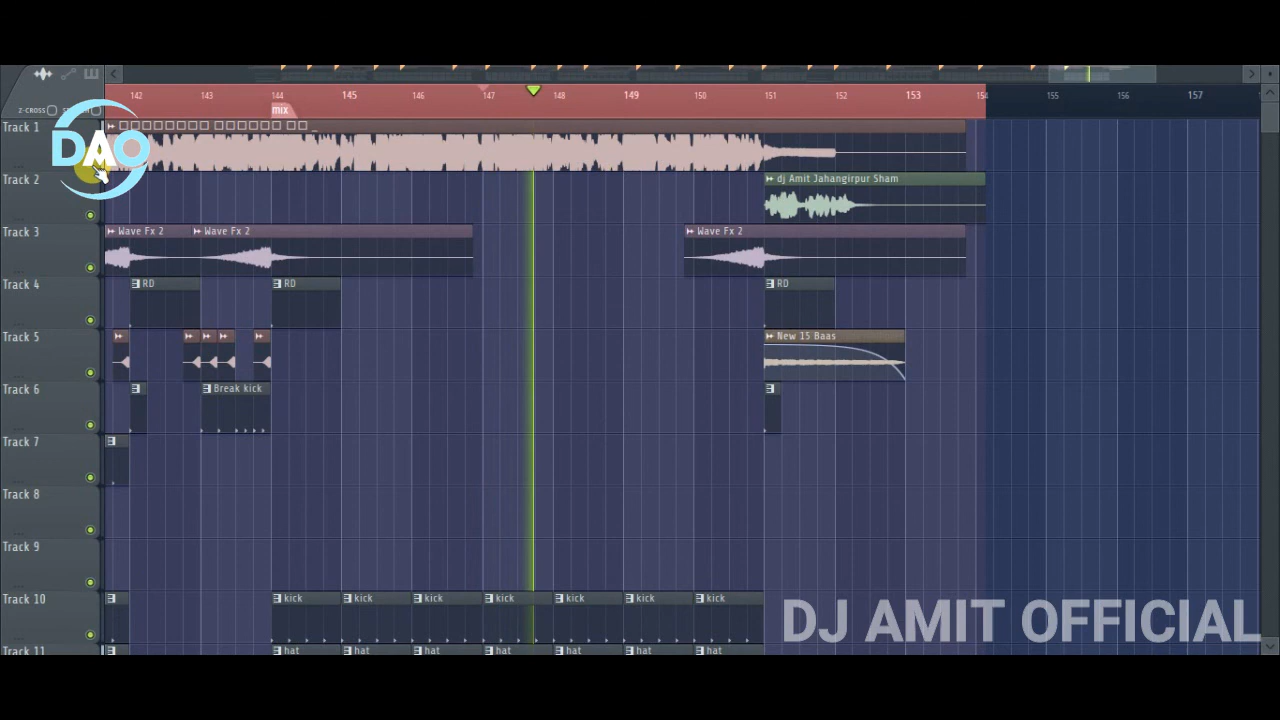 142 143 144 145 146 147 148 149 150 151 152 153 154 155 156 157
Z-CROSS
mix
Track 1
DAO
Track 2
dj Amit Jahangirpur Sham
Track 3
Wave Fx 2 Wave Fx 2 Wave Fx 2
Track 4
RD RD RD
Track 5
New 15 Baas
Track 6
Break kick
Track 7
Track 8
Track 9
Track 10
kick kick kick kick kick kick kick
DJ AMIT OFFICIAL
Track 11
hat hat hat hat hat hat hat